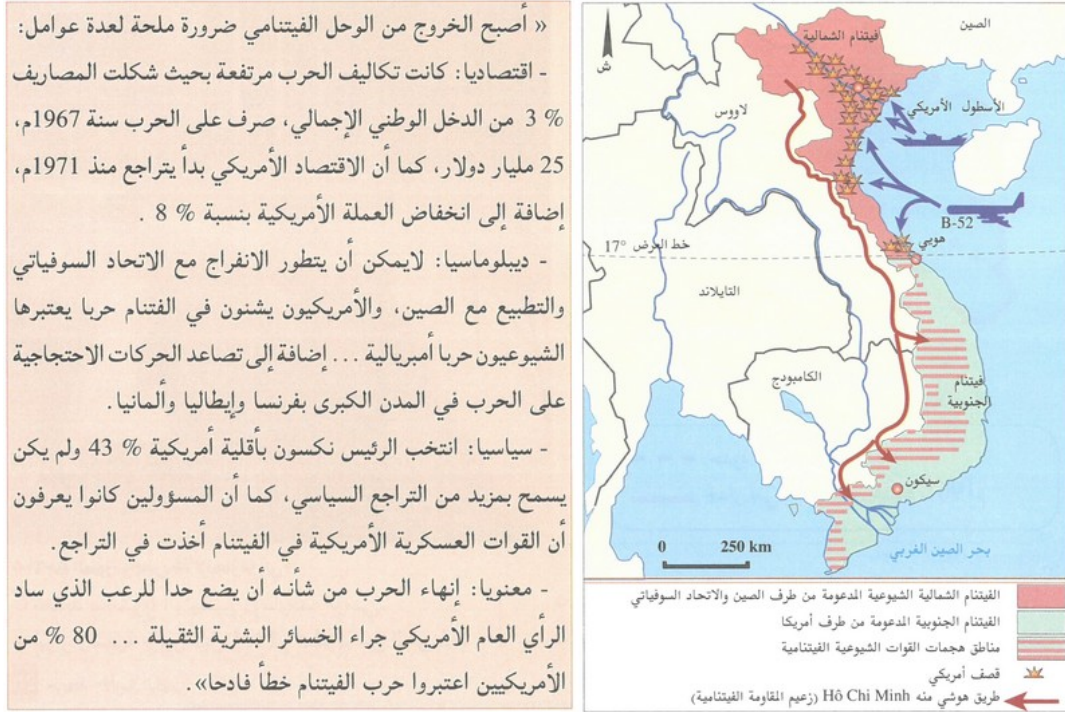 « أصبح الخروج من الوحل الفيتنامي ضرورة ملحة لعدة عوامل:
- اقتصاديا: كانت تكاليف الحرب مرتفعة بحيث شكلت المصاريف
3 % من الدخل الوطني الإجمالي، صرف على الحرب سنة 1967م،
25 مليار دولار، كما أن الاقتصاد الأمريكي بدأ يتراجع منذ 1971م،
إضافة إلى انخفاض العملة الأمريكية بنسبة % 8 .
- ديبلوماسيا: لايمكن أن يتطور الانفراج مع الاتحاد السوفياتي
والتطبيع مع الصين، والأمريكيون يشنون في الفتنام حربا يعتبرها
الشيوعيون حربا أمبريالية ... إضافة إلى تصاعد الحركات الاحتجاجية
على الحرب في المدن الكبرى بفرنسا وإيطاليا وألمانيا.
- سياسيا: انتخب الرئيس نكسون بأقلية أمريكية % 43 ولم يكن
يسمح بمزيد من التراجع السياسي، كما أن المسؤولين كانوا يعرفون
أن القوات العسكرية الأمريكية في الفيتنام أخذت في التراجع.
- معنويا: إنهاء الحرب من شأنه أن يضع حدا للرعب الذي ساد
الرأي العام الأمريكي جراء الخسائر البشرية الثقيلة ... 80 % من
الأمريكيين اعتبروا حرب الفيتنام خطأ فادحا».
الصين
فيتنام الشمالية
ش
لاووس
الأسطول الأمريكي
B-52
هويي
خط العرض °17
التايلاند
الكامبودج
فيتنام
الجنوبية
سيكون
بحر الصين الغربي
0 250 km
الفيتنام الشمالية الشيوعية المدعومة من طرف الصين والاتحاد السوفياتي
الفيتنام الجنوبية المدعومة من طرف أمريكا
مناطق هجمات القوات الشيوعية الفيتنامية
قصف أمريكي
طريق هوشي منه Hô Chi Minh (زعيم المقاومة الفيتنامية)